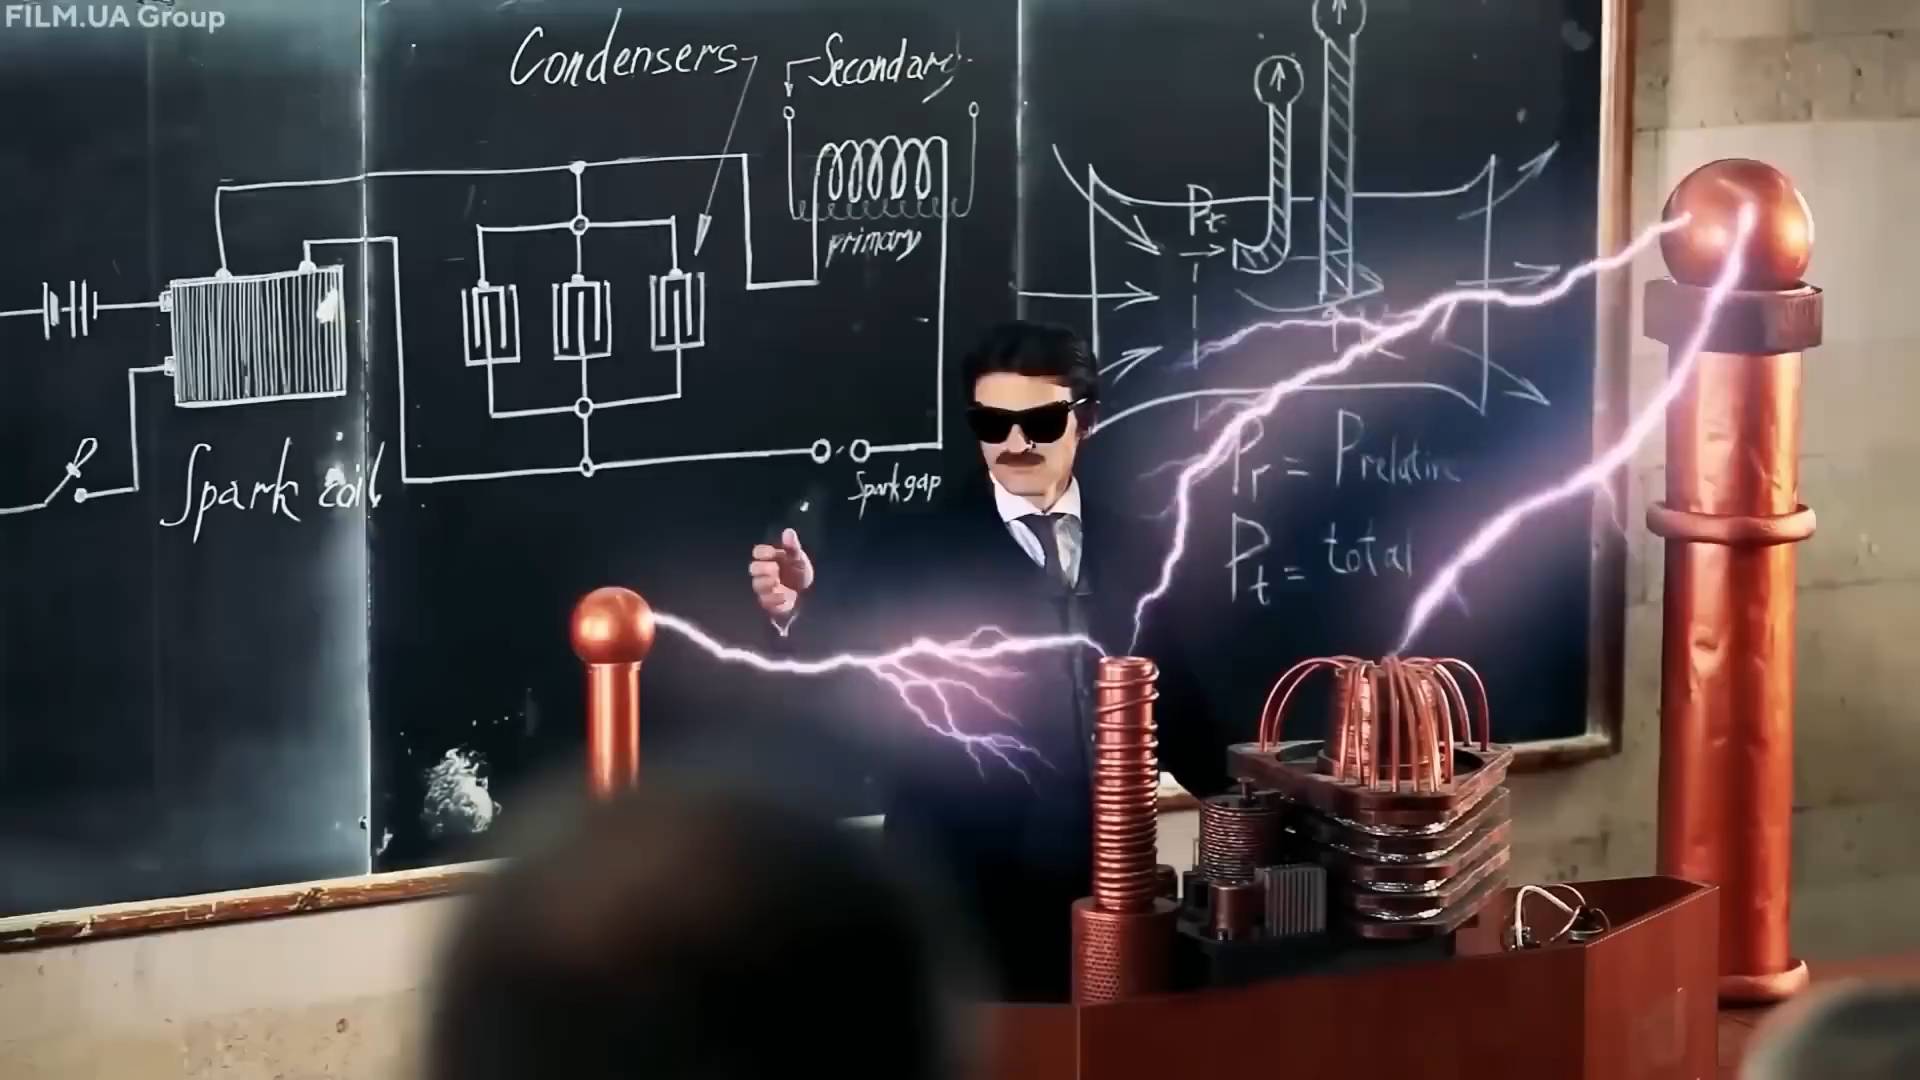 FILM.UA Group
Condensers
Secondary
primary
Spark coil
Spark gap
Pt
Pr = Prelative
Pt = total